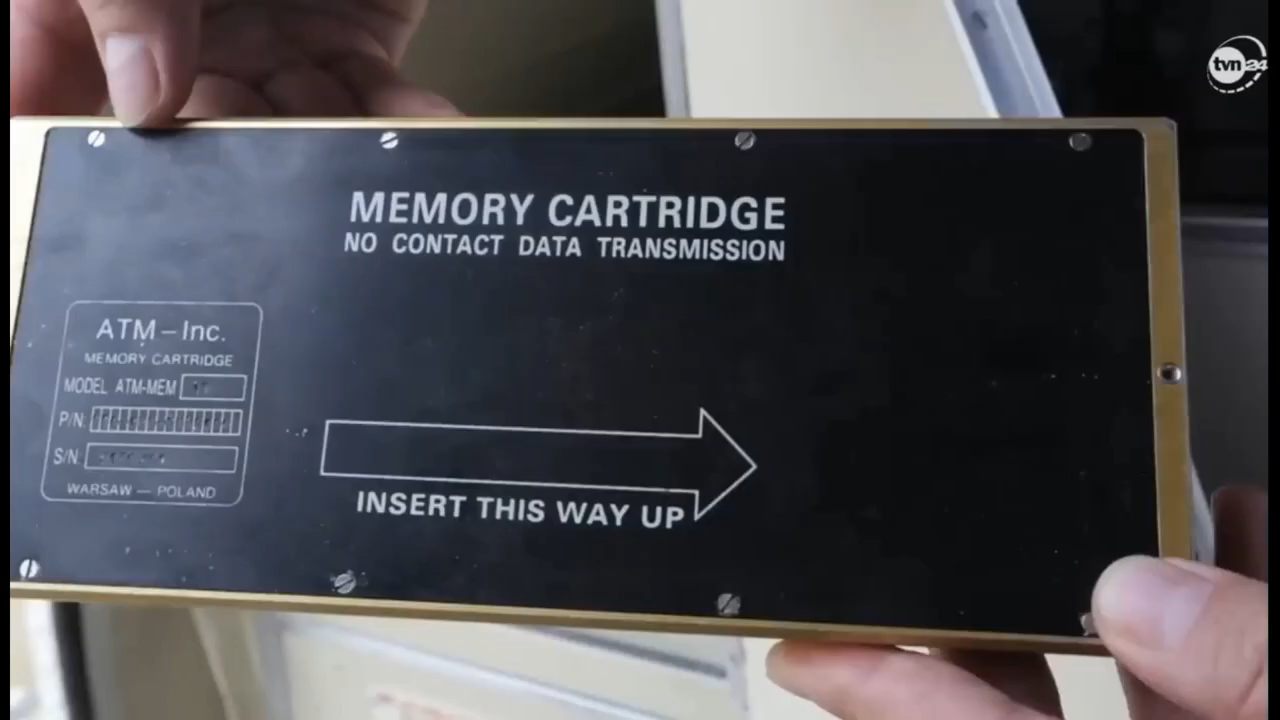 tvn24
MEMORY CARTRIDGE
NO CONTACT DATA TRANSMISSION
ATM-Inc.
MEMORY CARTRIDGE
MODEL ATM-MEM
P/N:
S/N:
WARSAW — POLAND
INSERT THIS WAY UP